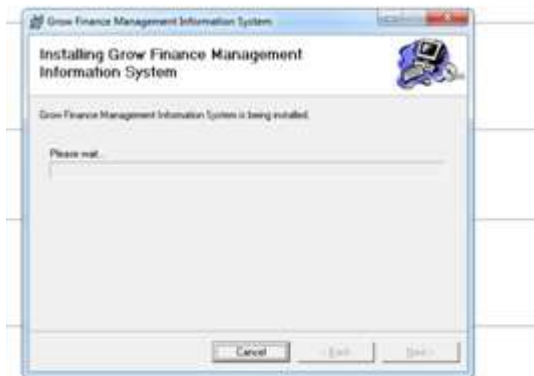 Grow Finance Management Information System
Installing Grow Finance Management
Information System
Grow Finance Management Information System is being installed.
Please wait...
Cancel
< Back
Next >